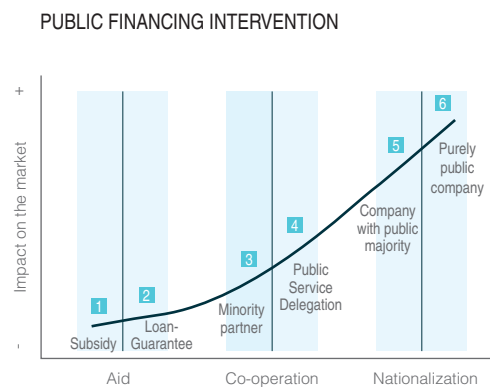 PUBLIC FINANCING INTERVENTION
+
Impact on the market
-
1
Subsidy
2
Loan-
Guarantee
3
Minority
partner
4
Public
Service
Delegation
5
Company
with public
majority
6
Purely
public
company
Aid
Co-operation
Nationalization